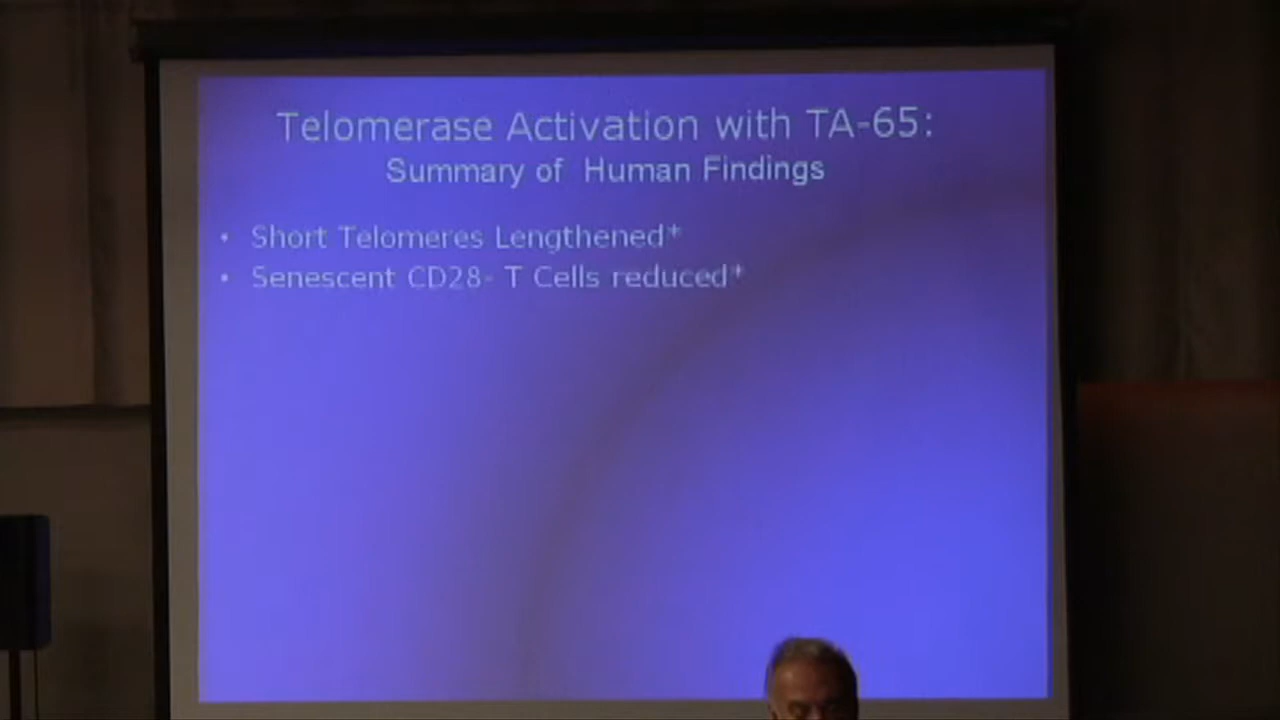 Telomerase Activation with TA-65:
Summary of Human Findings
• Short Telomeres Lengthened*
• Senescent CD28- T Cells reduced*